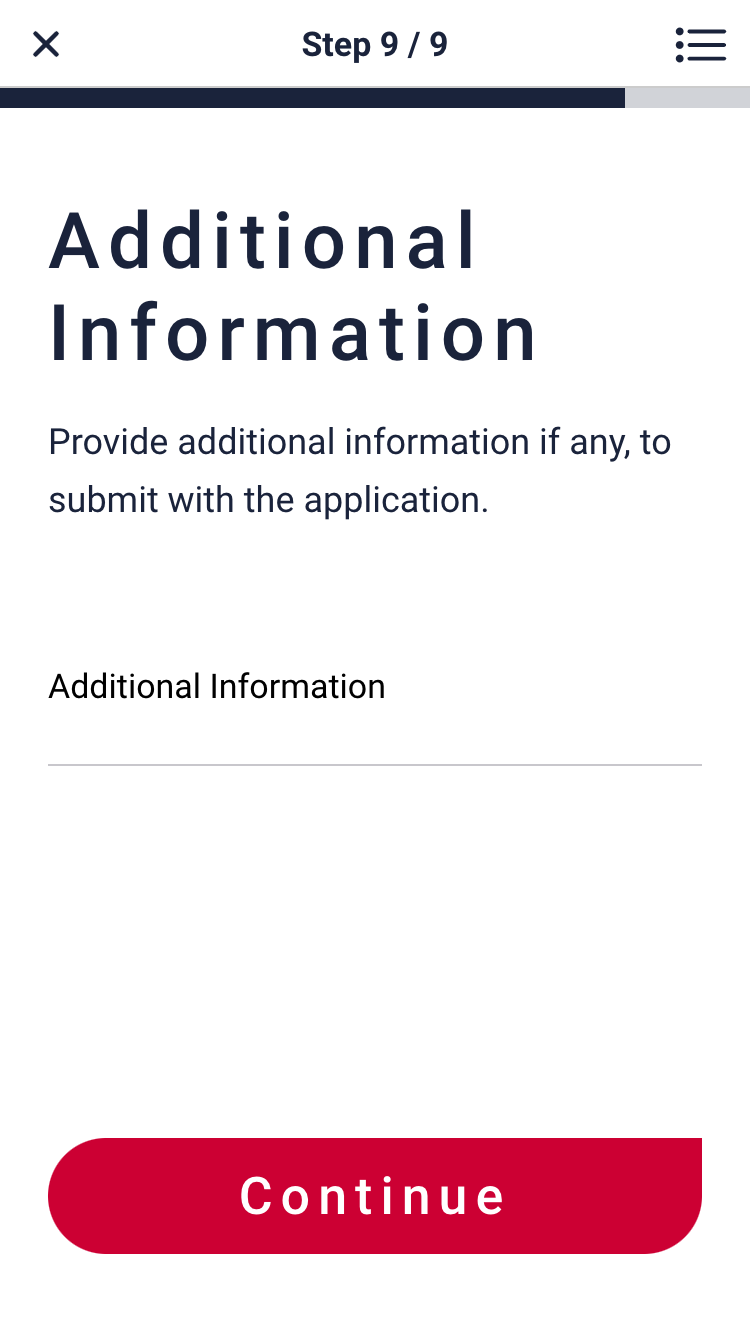 Step 9 / 9
Additional
Information
Provide additional information if any, to
submit with the application.
Additional Information
Continue